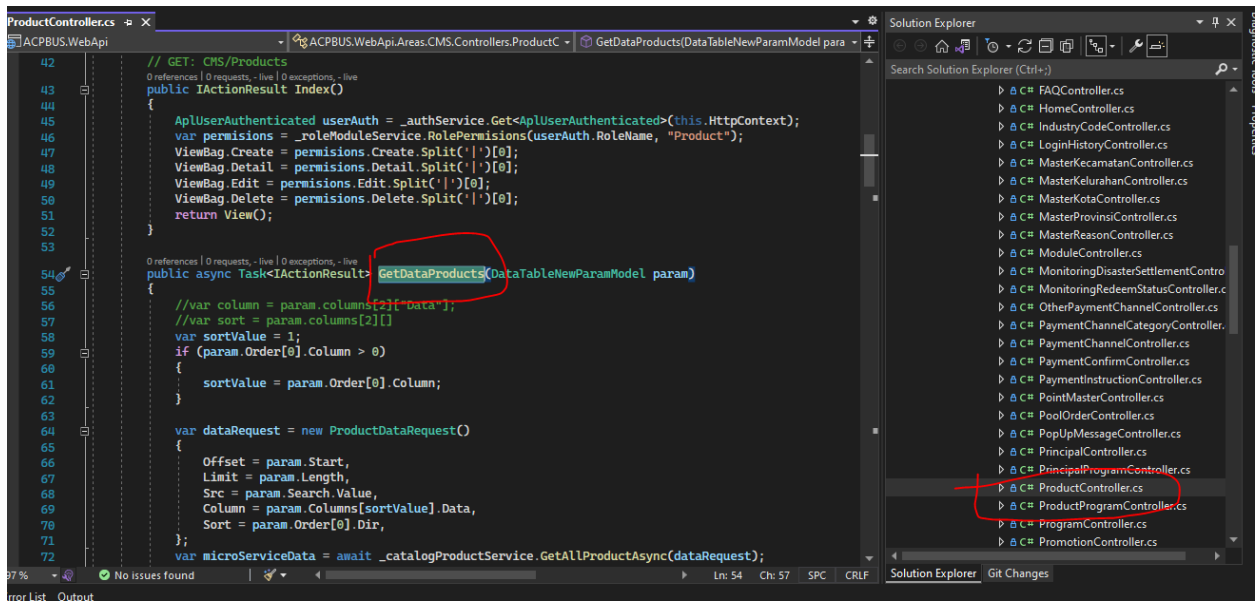 ProductController.cs
ACPBUS.WebApi
ACPBUS.WebApi.Areas.CMS.Controllers.ProductC
GetDataProducts(DataTableNewParamModel para
42 // GET: CMS/Products
0 references | 0 requests, - live | 0 exceptions, - live
43 public IActionResult Index()
44 {
45 AplUserAuthenticated userAuth = _authService.Get<AplUserAuthenticated>(this.HttpContext);
46 var permisions = _roleModuleService.RolePermisions(userAuth.RoleName, "Product");
47 ViewBag.Create = permisions.Create.Split('|')[0];
48 ViewBag.Detail = permisions.Detail.Split('|')[0];
49 ViewBag.Edit = permisions.Edit.Split('|')[0];
50 ViewBag.Delete = permisions.Delete.Split('|')[0];
51 return View();
52 }
53
0 references | 0 requests, - live | 0 exceptions, - live
54 public async Task<IActionResult> GetDataProducts(DataTableNewParamModel param)
55 {
56 //var column = param.columns[2]["Data"];
57 //var sort = param.columns[2][]
58 var sortValue = 1;
59 if (param.Order[0].Column > 0)
60 {
61 sortValue = param.Order[0].Column;
62 }
63
64 var dataRequest = new ProductDataRequest()
65 {
66 Offset = param.Start,
67 Limit = param.Length,
68 Src = param.Search.Value,
69 Column = param.Columns[sortValue].Data,
70 Sort = param.Order[0].Dir,
71 };
72 var microServiceData = await _catalogProductService.GetAllProductAsync(dataRequest);
97 %
No issues found
Ln: 54 Ch: 57 SPC CRLF
rror List Output
Solution Explorer
Search Solution Explorer (Ctrl+;)
C# FAQController.cs
C# HomeController.cs
C# IndustryCodeController.cs
C# LoginHistoryController.cs
C# MasterKecamatanController.cs
C# MasterKelurahanController.cs
C# MasterKotaController.cs
C# MasterProvinsiController.cs
C# MasterReasonController.cs
C# ModuleController.cs
C# MonitoringDisasterSettlementContro
C# MonitoringRedeemStatusController.c
C# OtherPaymentChannelController.cs
C# PaymentChannelCategoryController.
C# PaymentChannelController.cs
C# PaymentConfirmController.cs
C# PaymentInstructionController.cs
C# PointMasterController.cs
C# PoolOrderController.cs
C# PopUpMessageController.cs
C# PrincipalController.cs
C# PrincipalProgramController.cs
C# ProductController.cs
C# ProductProgramController.cs
C# ProgramController.cs
C# PromotionController.cs
Solution Explorer Git Changes